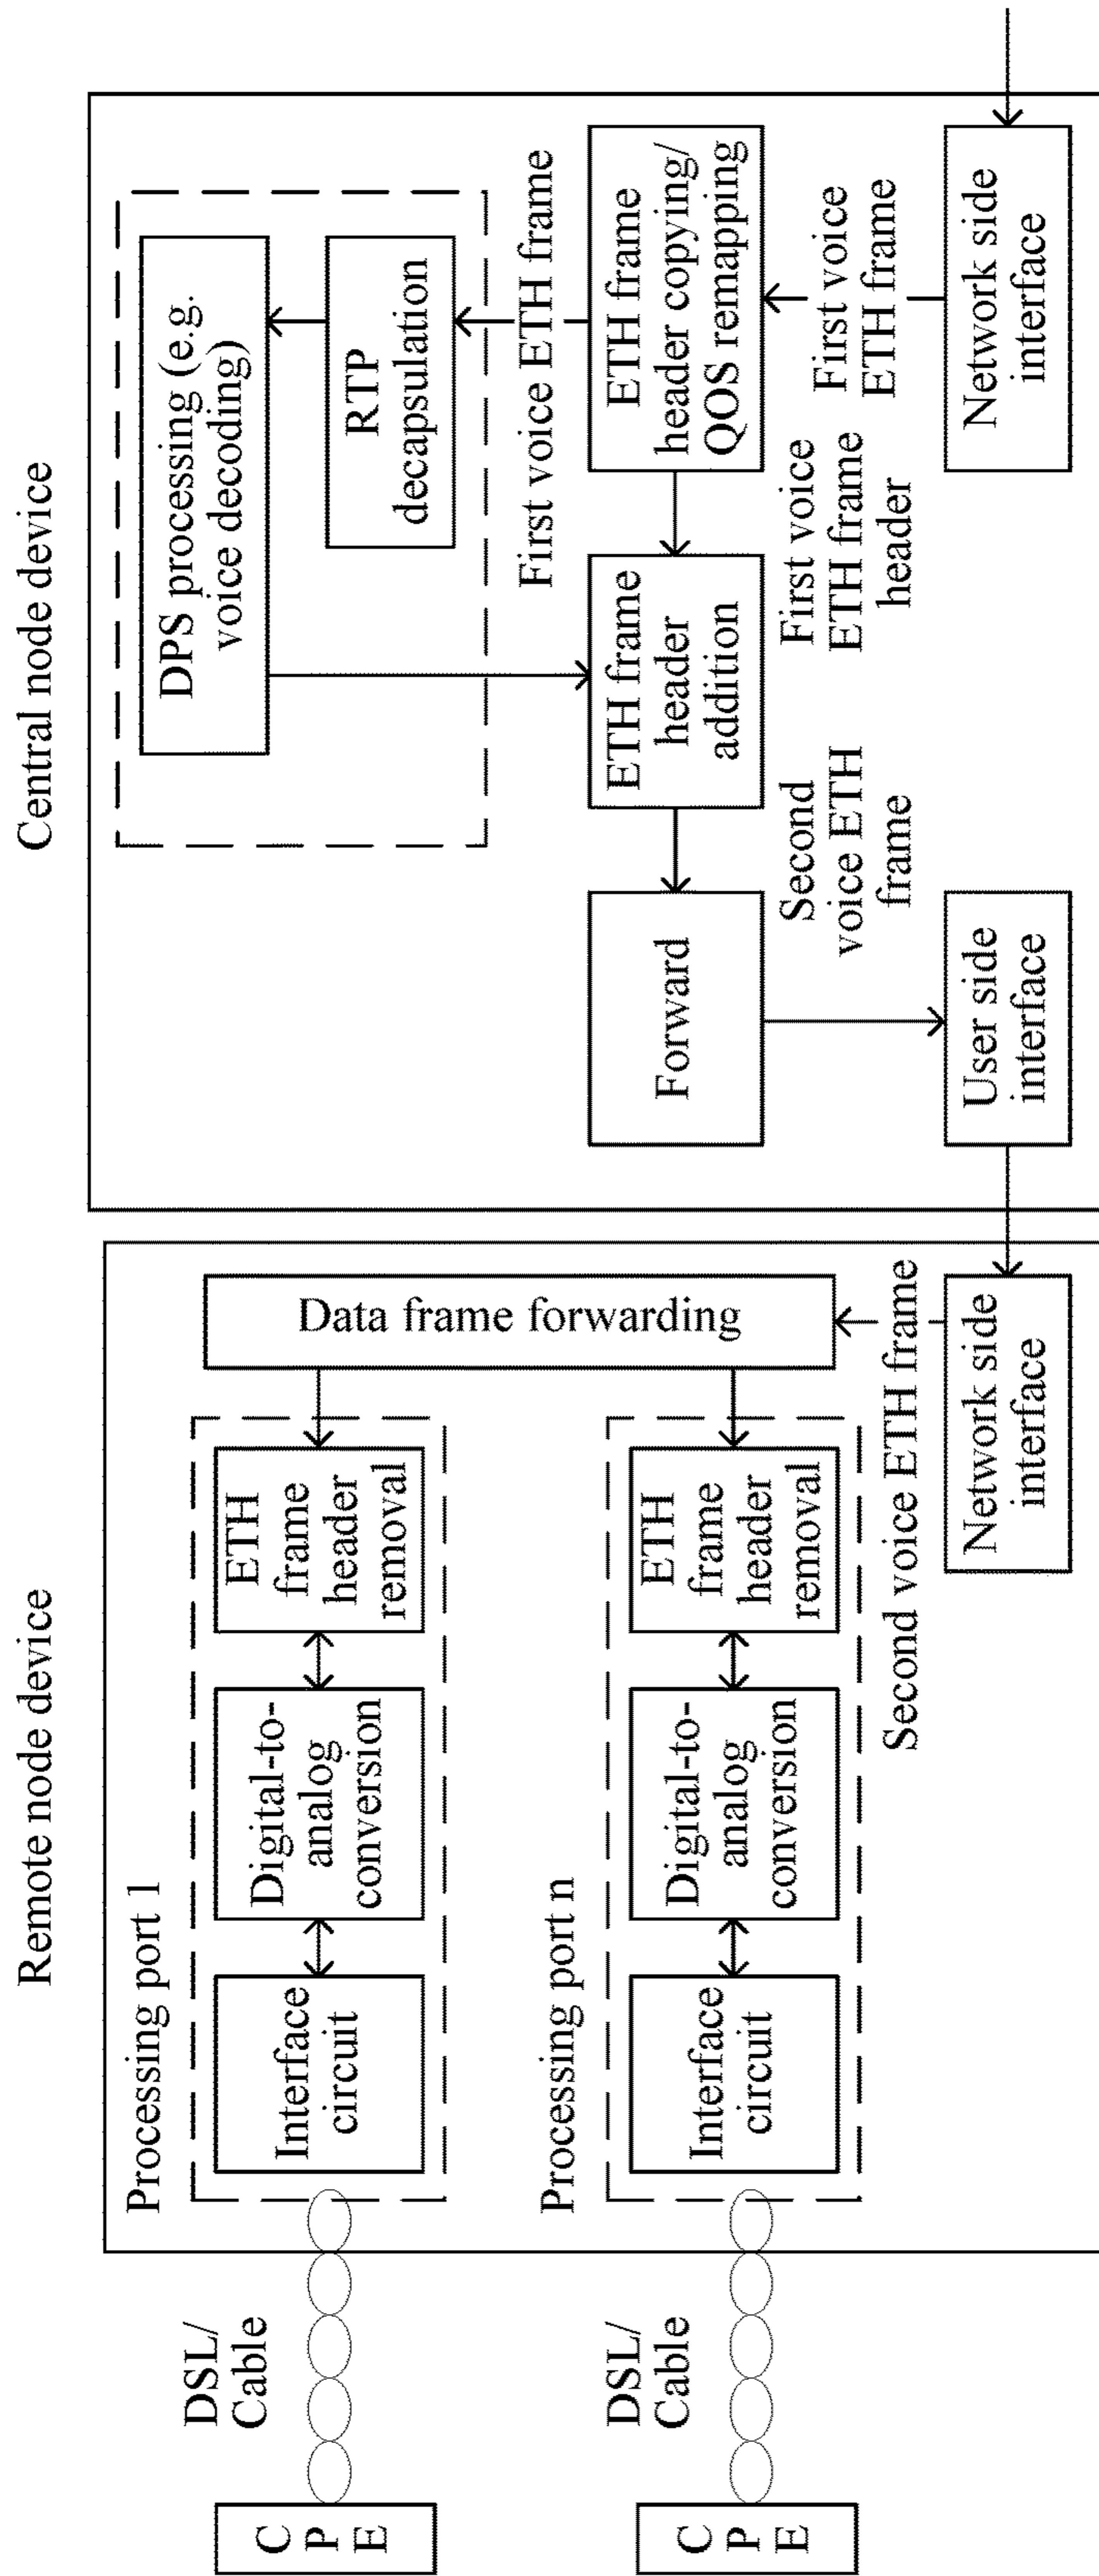 Remote node device
Central node device
Processing port 1
DSL/
Cable
C
P
E
Interface
circuit
Digital-to-
analog
conversion
ETH
frame
header
removal
Data frame forwarding
Processing port n
DSL/
Cable
C
P
E
Interface
circuit
Digital-to-
analog
conversion
ETH
frame
header
removal
Second voice ETH frame
Network side
interface
DPS processing (e.g.
voice decoding)
RTP
decapsulation
First voice ETH frame
Forward
ETH frame
header
addition
ETH frame
header copying/
QOS remapping
Second
voice ETH
frame
First voice
ETH frame
header
First voice
ETH frame
User side
interface
Network side
interface